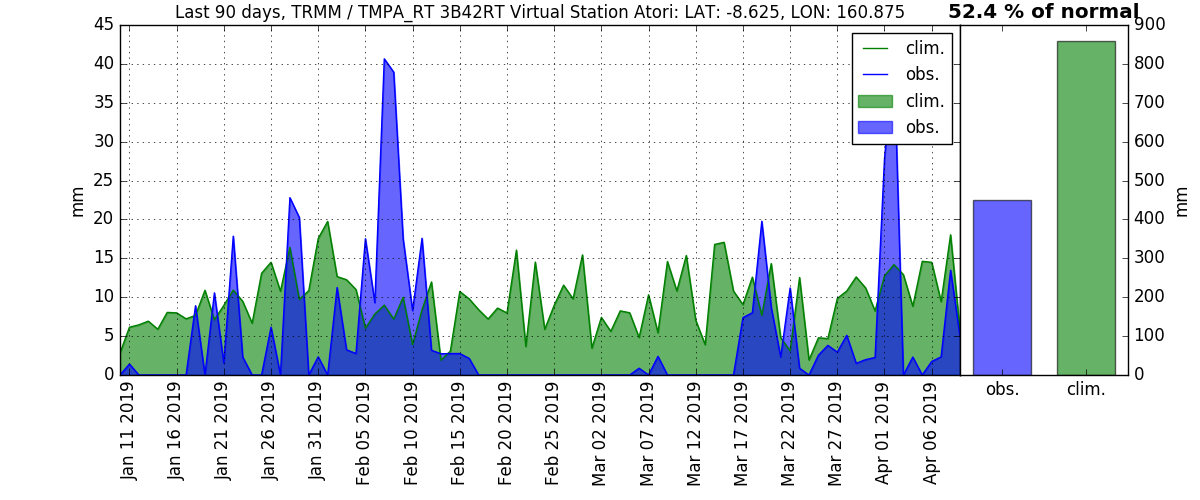 Last 90 days, TRMM / TMPA_RT 3B42RT Virtual Station Atori: LAT: -8.625, LON: 160.875
52.4 % of normal
45
40
35
30
25
20
15
10
5
0
mm
clim.
obs.
clim.
obs.
900
800
700
600
500
400
300
200
100
0
mm
Jan 11 2019
Jan 16 2019
Jan 21 2019
Jan 26 2019
Jan 31 2019
Feb 05 2019
Feb 10 2019
Feb 15 2019
Feb 20 2019
Feb 25 2019
Mar 02 2019
Mar 07 2019
Mar 12 2019
Mar 17 2019
Mar 22 2019
Mar 27 2019
Apr 01 2019
Apr 06 2019
obs.
clim.